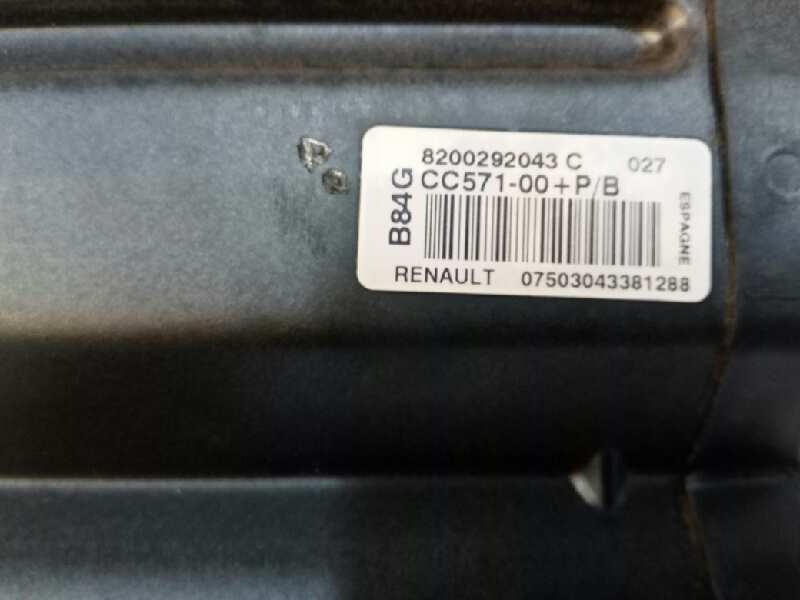 8200292043 C 027
CC571-00+P/B
B84G
ESPAGNE
RENAULT 07503043381288